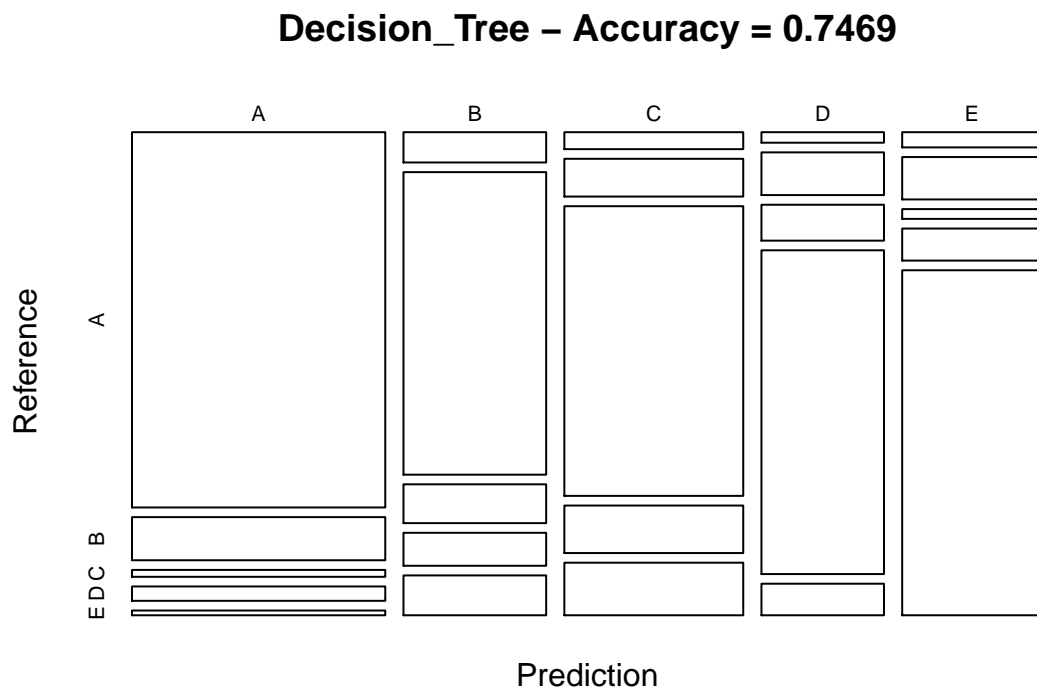 Decision_Tree – Accuracy = 0.7469
A B C D E
Reference
A
B
C
D
E
Prediction